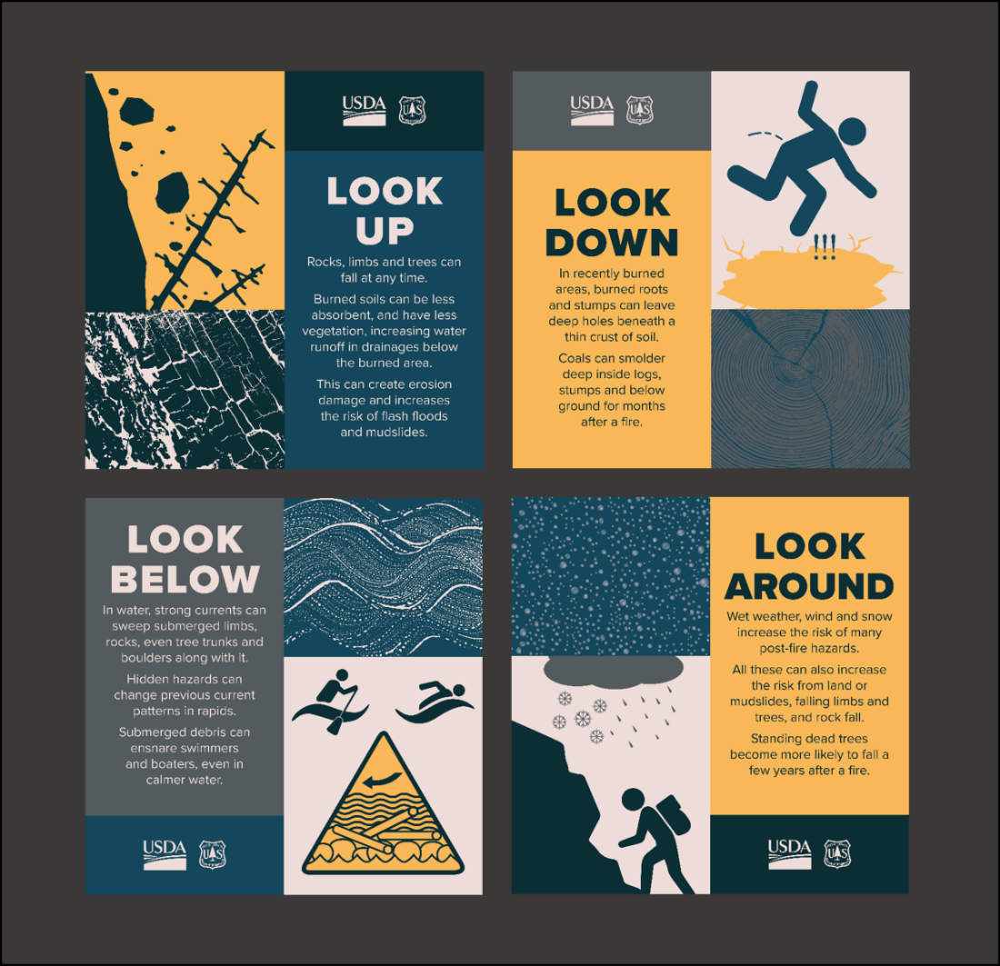 USDA
UAS
LOOK
UP
Rocks, limbs and trees can
fall at any time.
Burned soils can be less
absorbent, and have less
vegetation, increasing water
runoff in drainages below
the burned area.
This can create erosion
damage and increases
the risk of flash floods
and mudslides.
USDA
UAS
LOOK
DOWN
In recently burned
areas, burned roots
and stumps can leave
deep holes beneath a
thin crust of soil.
Coals can smolder
deep inside logs,
stumps and below
ground for months
after a fire.
!!!
LOOK
BELOW
In water, strong currents can
sweep submerged limbs,
rocks, even tree trunks and
boulders along with it.
Hidden hazards can
change previous current
patterns in rapids.
Submerged debris can
ensnare swimmers
and boaters, even in
calmer water.
USDA
UAS
LOOK
AROUND
Wet weather, wind and snow
increase the risk of many
post-fire hazards.
All these can also increase
the risk from land or
mudslides, falling limbs and
trees, and rock fall.
Standing dead trees
become more likely to fall a
few years after a fire.
USDA
UAS